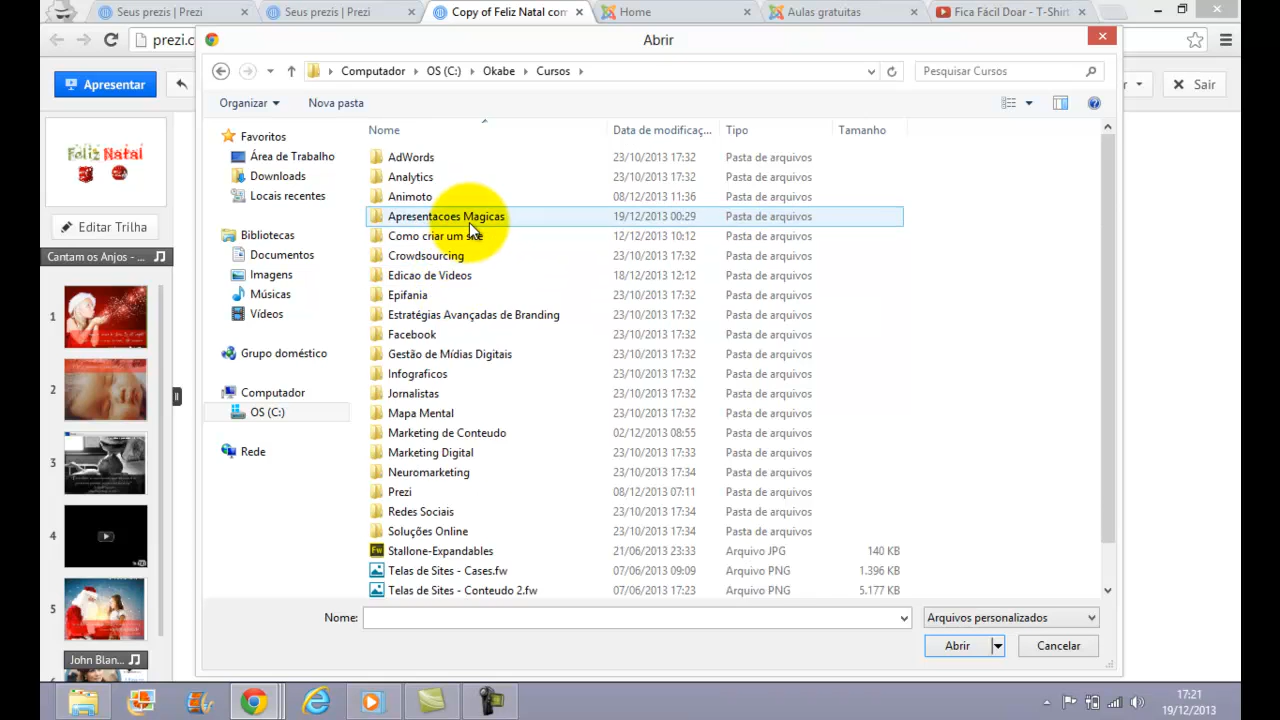 Seus prezis | Prezi
Seus prezis | Prezi
Copy of Feliz Natal com
Home
Aulas gratuitas
Fica Fácil Doar - T-Shirt
prezi.c
Abrir
Computador
OS (C:)
Okabe
Cursos
Pesquisar Cursos
Organizar
Nova pasta
Apresentar
Sair
Feliz Natal
Editar Trilha
Cantam os Anjos - ...
1
2
3
4
5
John Blan...
Favoritos
Área de Trabalho
Downloads
Locais recentes
Bibliotecas
Documentos
Imagens
Músicas
Vídeos
Grupo doméstico
Computador
OS (C:)
Rede
Nome Data de modificaç... Tipo Tamanho
AdWords 23/10/2013 17:32 Pasta de arquivos
Analytics 23/10/2013 17:32 Pasta de arquivos
Animoto 08/12/2013 11:36 Pasta de arquivos
Apresentacoes Magicas 19/12/2013 00:29 Pasta de arquivos
Como criar um site 12/12/2013 10:12 Pasta de arquivos
Crowdsourcing 23/10/2013 17:32 Pasta de arquivos
Edicao de Videos 18/12/2013 12:12 Pasta de arquivos
Epifania 23/10/2013 17:32 Pasta de arquivos
Estratégias Avançadas de Branding 23/10/2013 17:32 Pasta de arquivos
Facebook 23/10/2013 17:32 Pasta de arquivos
Gestão de Mídias Digitais 23/10/2013 17:32 Pasta de arquivos
Infograficos 23/10/2013 17:32 Pasta de arquivos
Jornalistas 23/10/2013 17:32 Pasta de arquivos
Mapa Mental 23/10/2013 17:32 Pasta de arquivos
Marketing de Conteudo 02/12/2013 08:55 Pasta de arquivos
Marketing Digital 23/10/2013 17:33 Pasta de arquivos
Neuromarketing 23/10/2013 17:34 Pasta de arquivos
Prezi 08/12/2013 07:11 Pasta de arquivos
Redes Sociais 23/10/2013 17:34 Pasta de arquivos
Soluções Online 23/10/2013 17:34 Pasta de arquivos
Stallone-Expandables 21/06/2013 23:33 Arquivo JPG 140 KB
Telas de Sites - Cases.fw 07/06/2013 09:09 Arquivo PNG 1.396 KB
Telas de Sites - Conteudo 2.fw 07/06/2013 17:23 Arquivo PNG 5.177 KB
Nome:
Arquivos personalizados
Abrir
Cancelar
17:21
19/12/2013